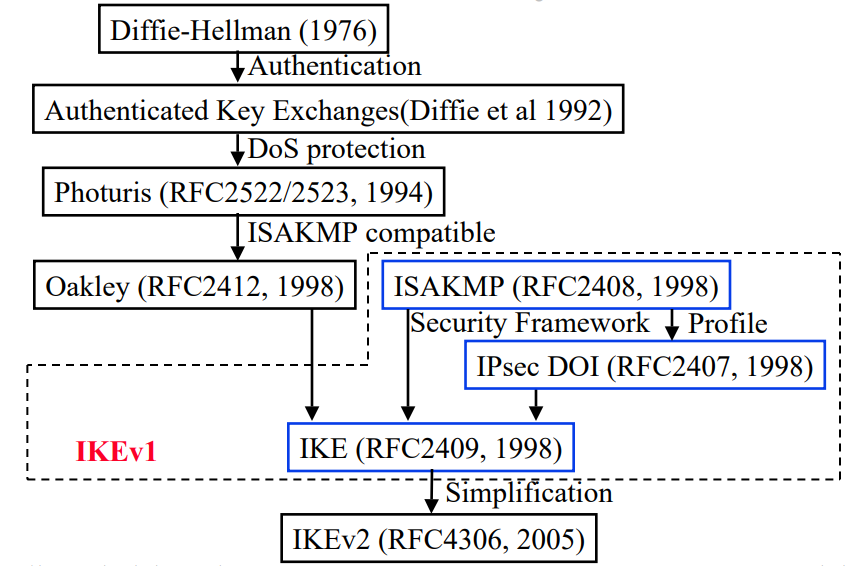 Diffie-Hellman (1976)
Authentication
Authenticated Key Exchanges(Diffie et al 1992)
DoS protection
Photuris (RFC2522/2523, 1994)
ISAKMP compatible
Oakley (RFC2412, 1998)
ISAKMP (RFC2408, 1998)
Security Framework
Profile
IPsec DOI (RFC2407, 1998)
IKEv1
IKE (RFC2409, 1998)
Simplification
IKEv2 (RFC4306, 2005)